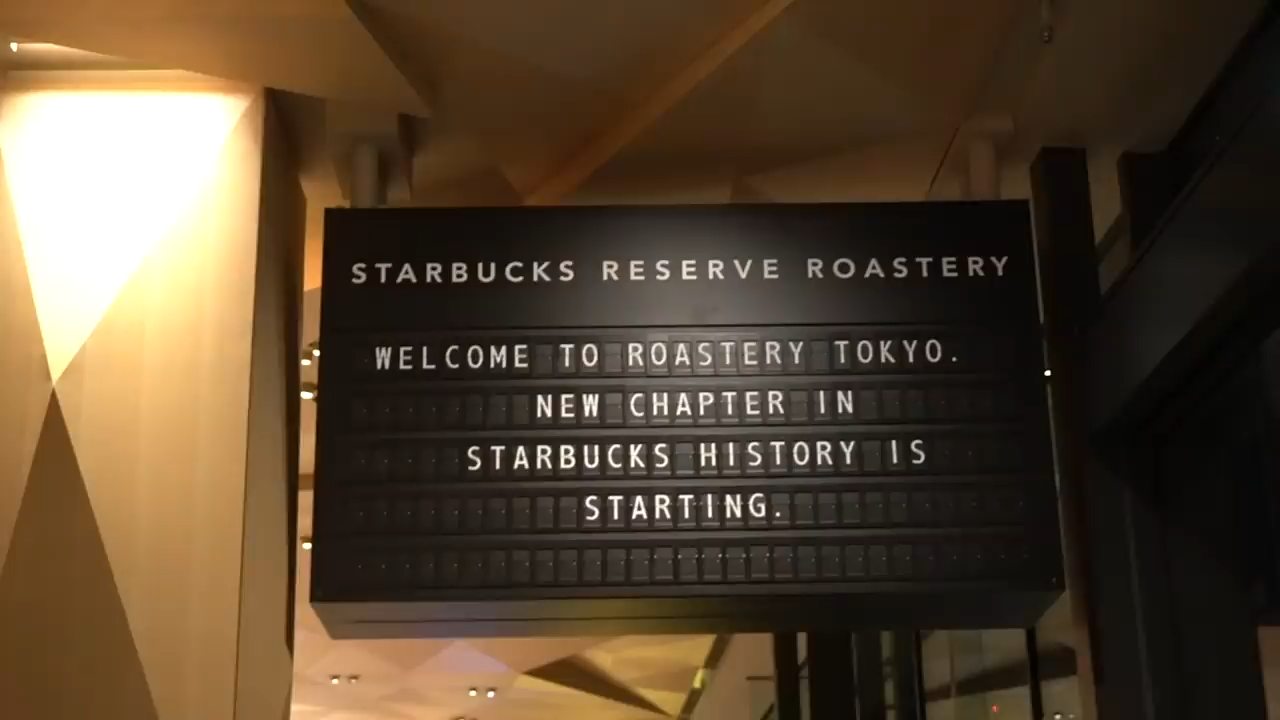 STARBUCKS RESERVE ROASTERY
WELCOME TO ROASTERY TOKYO.
NEW CHAPTER IN
STARBUCKS HISTORY IS
STARTING.